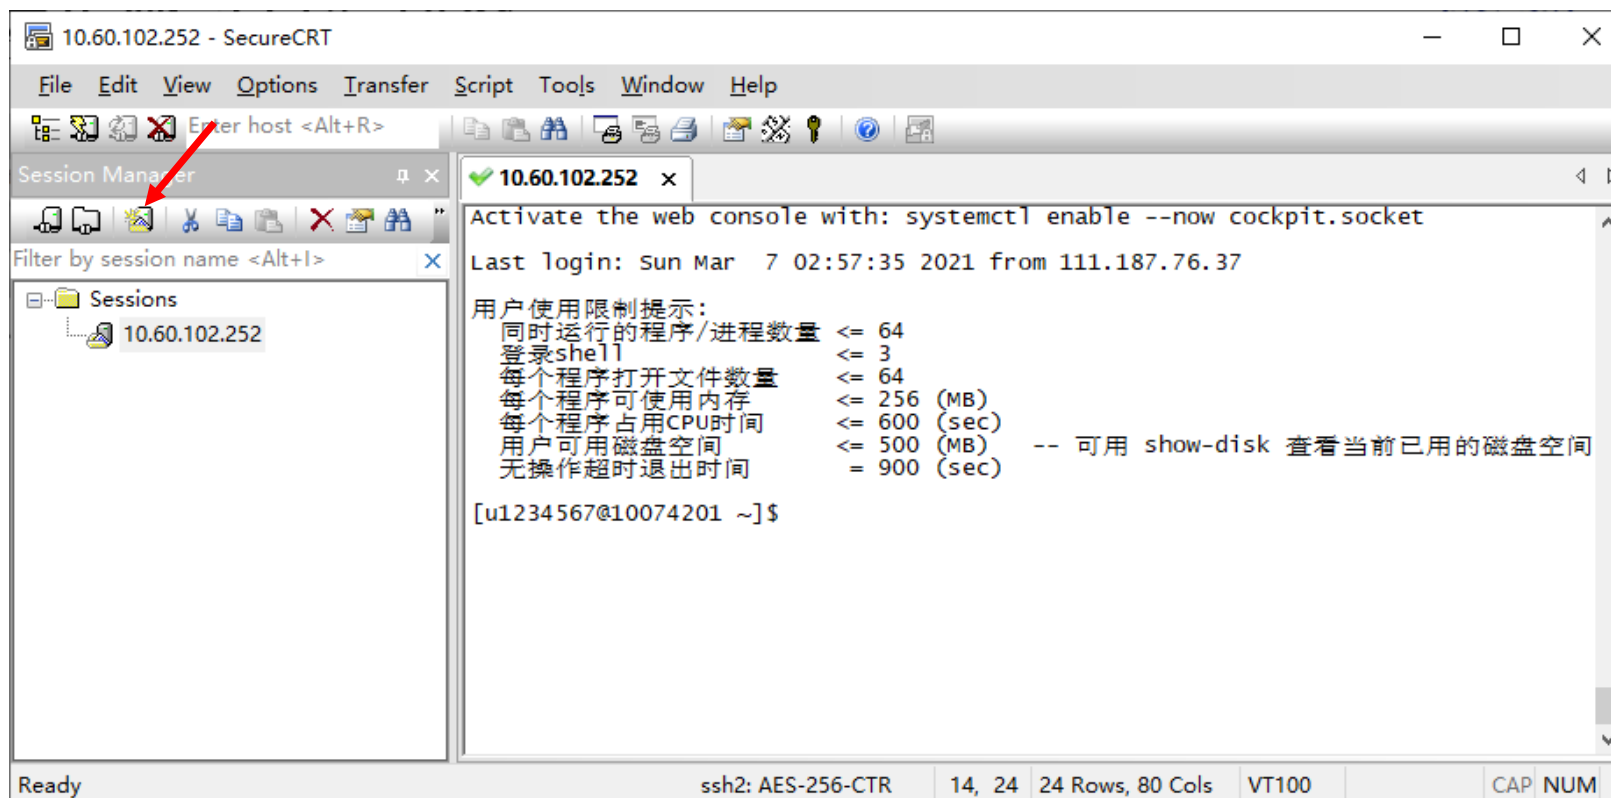 10.60.102.252 - SecureCRT
File Edit View Options Transfer Script Tools Window Help
Enter host <Alt+R>
Session Manager
10.60.102.252
Filter by session name <Alt+I>
Sessions
10.60.102.252
Activate the web console with: systemctl enable --now cockpit.socket
Last login: Sun Mar  7 02:57:35 2021 from 111.187.76.37
用户使用限制提示:
同时运行的程序/进程数量 <= 64
登录shell <= 3
每个程序打开文件数量 <= 64
每个程序可使用内存 <= 256 (MB)
每个程序占用CPU时间 <= 600 (sec)
用户可用磁盘空间 <= 500 (MB) -- 可用 show-disk 查看当前已用的磁盘空间
无操作超时退出时间 = 900 (sec)
[u1234567@10074201 ~]$
Ready ssh2: AES-256-CTR 14, 24 24 Rows, 80 Cols VT100 CAP NUM